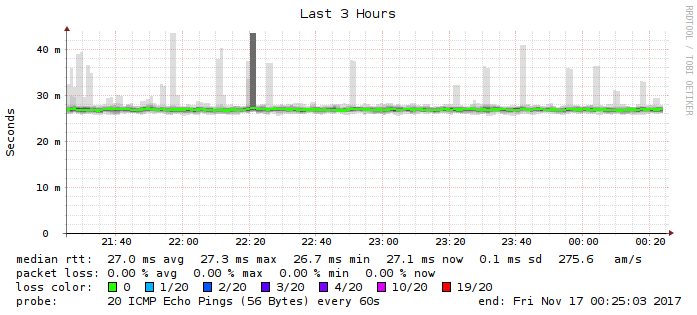 Last 3 Hours
RRDTOOL / TOBI OETIKER
Seconds
40 m
30 m
20 m
10 m
0
21:40 22:00 22:20 22:40 23:00 23:20 23:40 00:00 00:20
median rtt: 27.0 ms avg 27.3 ms max 26.7 ms min 27.1 ms now 0.1 ms sd 275.6 am/s
packet loss: 0.00 % avg 0.00 % max 0.00 % min 0.00 % now
loss color: 0 1/20 2/20 3/20 4/20 10/20 19/20
probe: 20 ICMP Echo Pings (56 Bytes) every 60s end: Fri Nov 17 00:25:03 2017